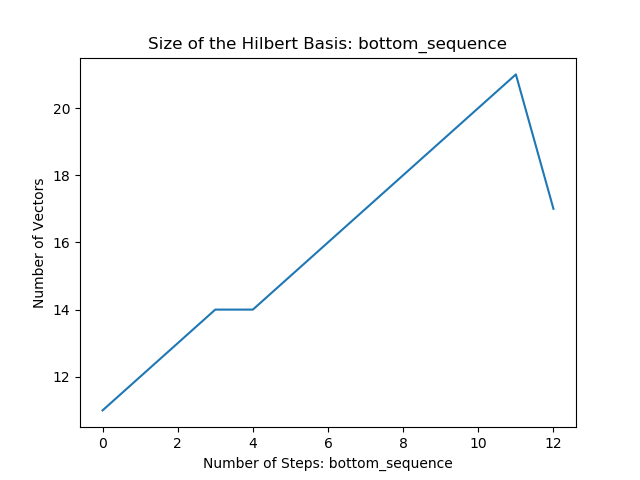 Size of the Hilbert Basis: bottom_sequence
Number of Vectors
20
18
16
14
12
0 2 4 6 8 10 12
Number of Steps: bottom_sequence